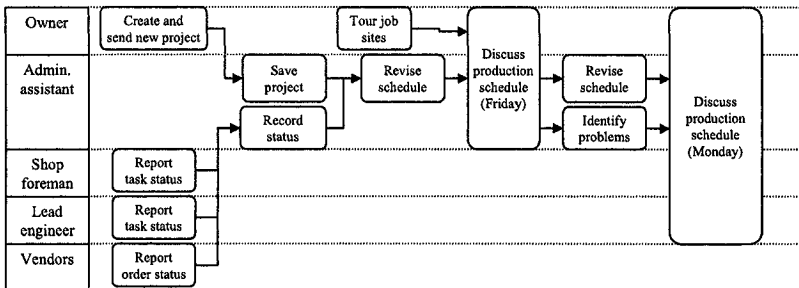 Owner
Create and
send new project
Tour job
sites
Discuss
production
schedule
(Friday)
Discuss
production
schedule
(Monday)
Admin.
assistant
Save
project
Revise
schedule
Revise
schedule
Record
status
Identify
problems
Shop
foreman
Report
task status
Lead
engineer
Report
task status
Vendors
Report
order status